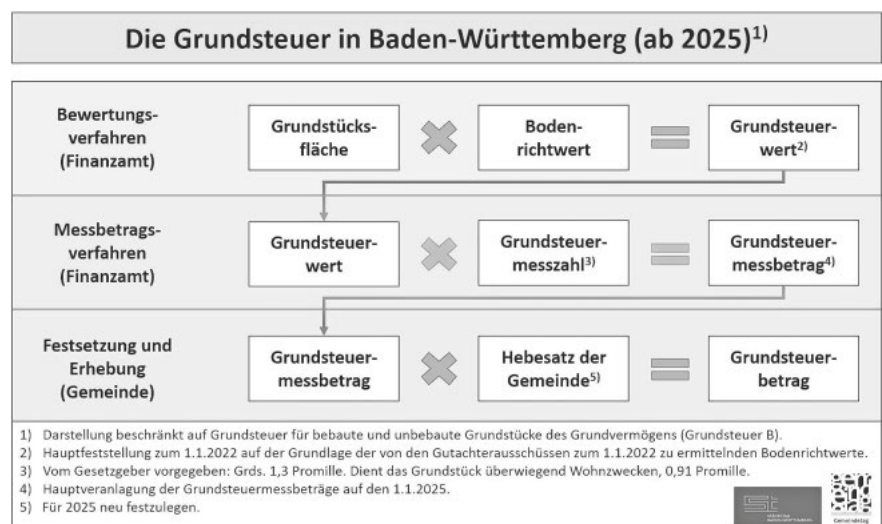 Die Grundsteuer in Baden-Württemberg (ab 2025)1)
Bewertungs-
verfahren
(Finanzamt)
Grundstücks-
fläche
Boden-
richtwert
Grundsteuer-
wert2)
Messbetrags-
verfahren
(Finanzamt)
Grundsteuer-
wert
Grundsteuer-
messzahl3)
Grundsteuer-
messbetrag4)
Festsetzung und
Erhebung
(Gemeinde)
Grundsteuer-
messbetrag
Hebesatz der
Gemeinde5)
Grundsteuer-
betrag
1) Darstellung beschränkt auf Grundsteuer für bebaute und unbebaute Grundstücke des Grundvermögens (Grundsteuer B).
2) Hauptfeststellung zum 1.1.2022 auf der Grundlage der von den Gutachterausschüssen zum 1.1.2022 zu ermittelnden Bodenrichtwerte.
3) Vom Gesetzgeber vorgegeben: Grds. 1,3 Promille. Dient das Grundstück überwiegend Wohnzwecken, 0,91 Promille.
4) Hauptveranlagung der Grundsteuermessbeträge auf den 1.1.2025.
5) Für 2025 neu festzulegen.
St
Gemeindetag